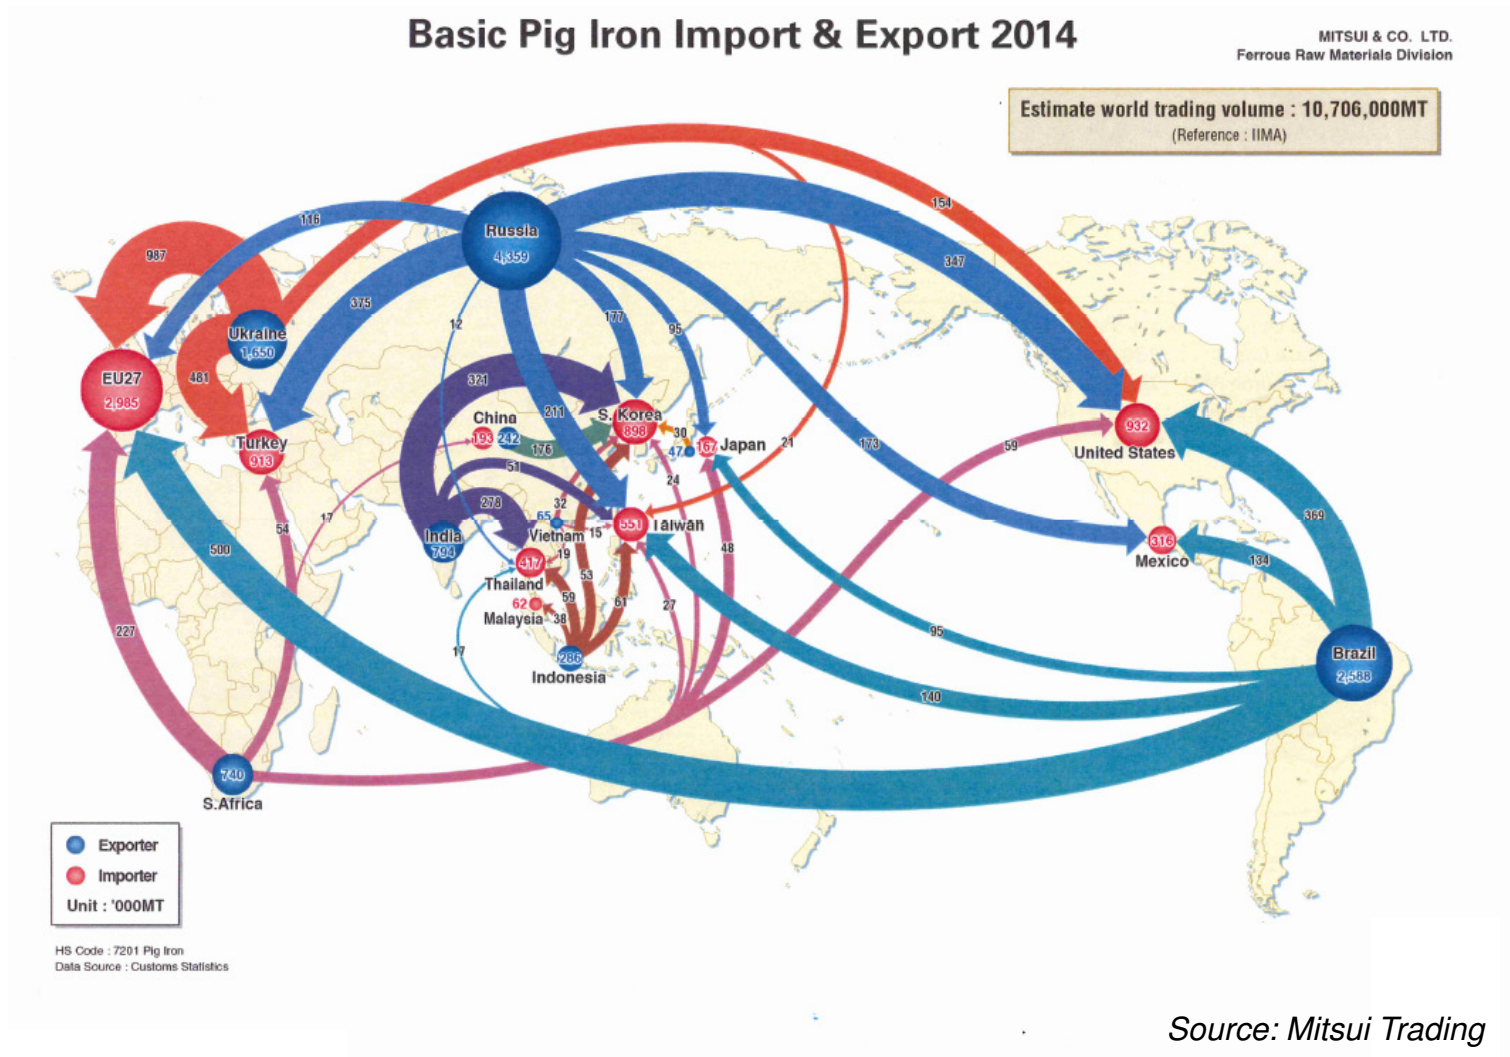 Basic Pig Iron Import & Export 2014
MITSUI & CO. LTD.
Ferrous Raw Materials Division
Estimate world trading volume : 10,706,000MT
(Reference : IIMA)
154
116
Russia
4,359
987
347
375
Ukraine
1,650
12
177
95
EU27
2,985
481
321
211
China
193
242
176
S. Korea
898
30
47
167
Japan
21
173
59
932
United States
Turkey
913
51
24
278
32
65
Vietnam
15
551
Taiwan
17
54
India
794
500
19
417
Thailand
53
48
316
Mexico
134
369
62
Malaysia
59
38
61
27
227
17
286
Indonesia
95
140
Brazil
2,588
740
S.Africa
Exporter
Importer
Unit : '000MT
HS Code : 7201 Pig Iron
Data Source : Customs Statistics
Source: Mitsui Trading